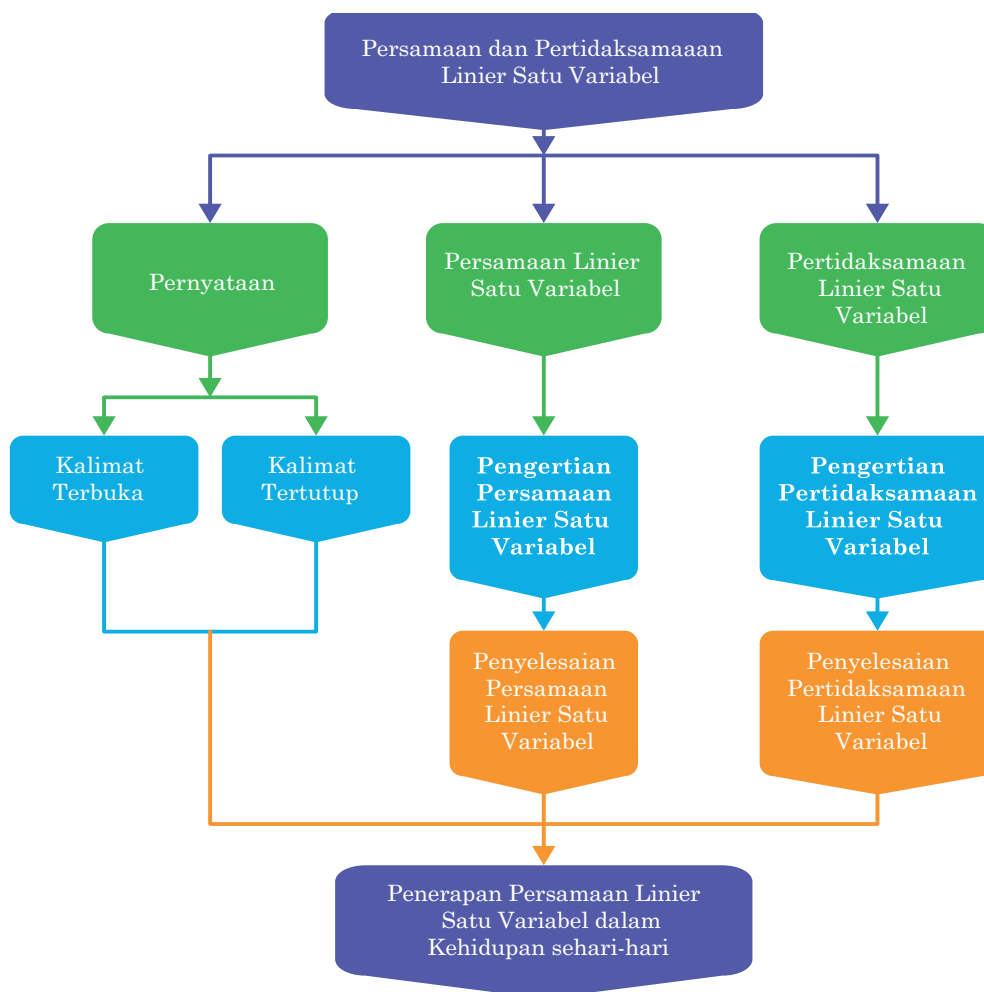 Persamaan dan Pertidaksamaaan
Linier Satu Variabel
Pernyataan
Persamaan Linier
Satu Variabel
Pertidaksamaan
Linier Satu
Variabel
Kalimat
Terbuka
Kalimat
Tertutup
Pengertian
Persamaan
Linier Satu
Variabel
Pengertian
Pertidaksamaan
Linier Satu
Variabel
Penyelesaian
Persamaan
Linier Satu
Variabel
Penyelesaian
Pertidaksamaan
Linier Satu
Variabel
Penerapan Persamaan Linier
Satu Variabel dalam
Kehidupan sehari-hari